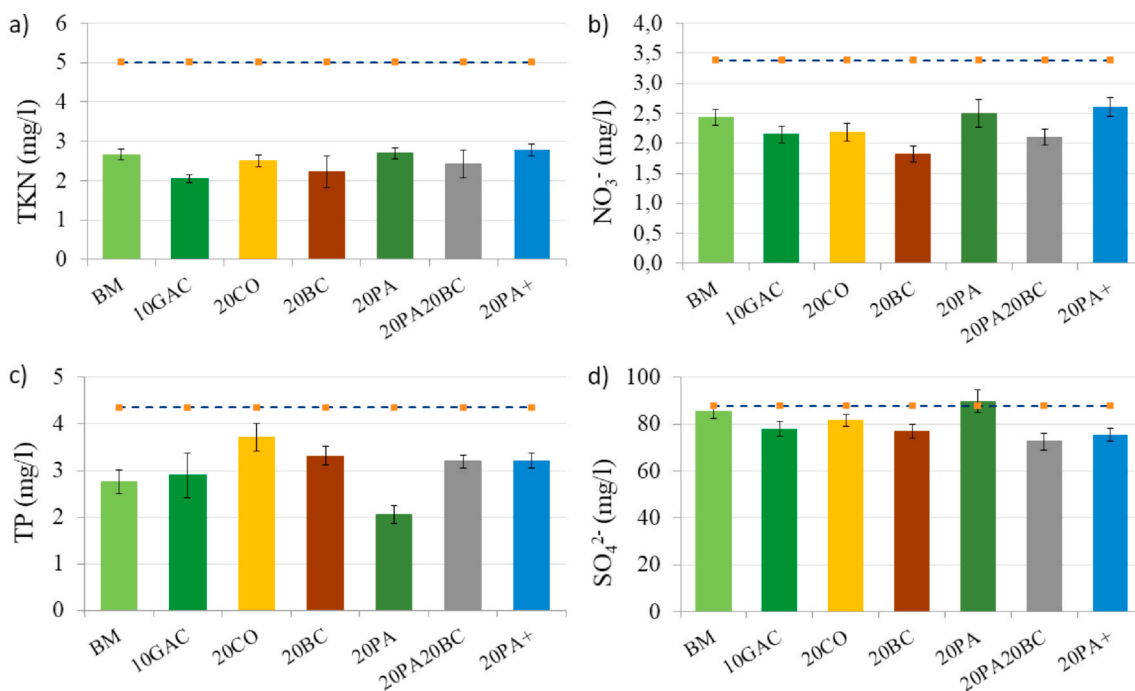 a)
TKN (mg/l)
6
5
4
3
2
1
0
BM
10GAC
20CO
20BC
20PA
20PA20BC
20PA+
b)
NO₃⁻ (mg/l)
4,0
3,5
3,0
2,5
2,0
1,5
1,0
0,5
0,0
BM
10GAC
20CO
20BC
20PA
20PA20BC
20PA+
c)
TP (mg/l)
5
4
3
2
1
0
BM
10GAC
20CO
20BC
20PA
20PA20BC
20PA+
d)
SO₄²⁻ (mg/l)
100
80
60
40
20
0
BM
10GAC
20CO
20BC
20PA
20PA20BC
20PA+